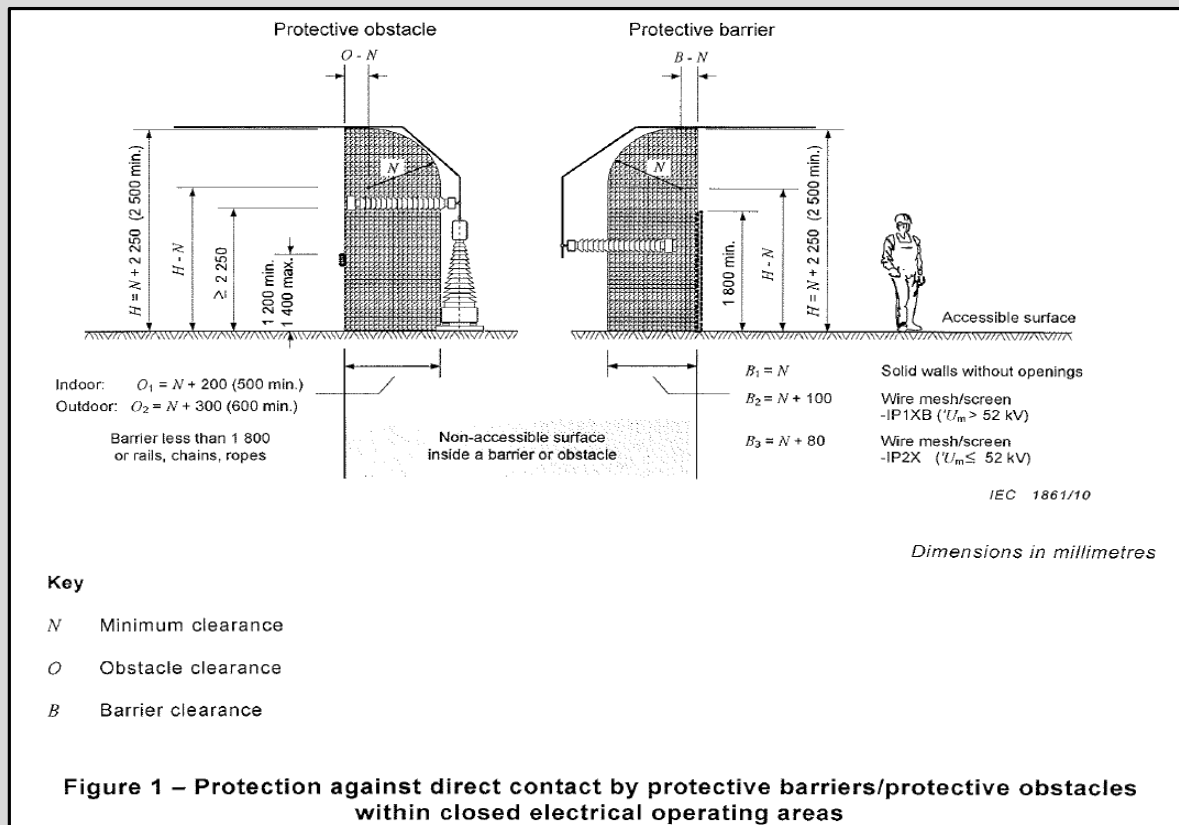 Protective obstacle
O - N
Protective barrier
B - N
H = N + 2 250 (2 500 min.)
H - N
≥ 2 250
1 200 min.
1 400 max.
N
N
1 800 min.
H - N
H = N + 2 250 (2 500 min.)
Accessible surface
Indoor: O₁ = N + 200 (500 min.)
Outdoor: O₂ = N + 300 (600 min.)
Barrier less than 1 800
or rails, chains, ropes
Non-accessible surface
inside a barrier or obstacle
B₁ = N Solid walls without openings
B₂ = N + 100 Wire mesh/screen
-IP1XB ('Uₘ > 52 kV)
B₃ = N + 80 Wire mesh/screen
-IP2X ('Uₘ ≤ 52 kV)
IEC 1861/10
Dimensions in millimetres
Key
N Minimum clearance
O Obstacle clearance
B Barrier clearance
Figure 1 – Protection against direct contact by protective barriers/protective obstacles
within closed electrical operating areas